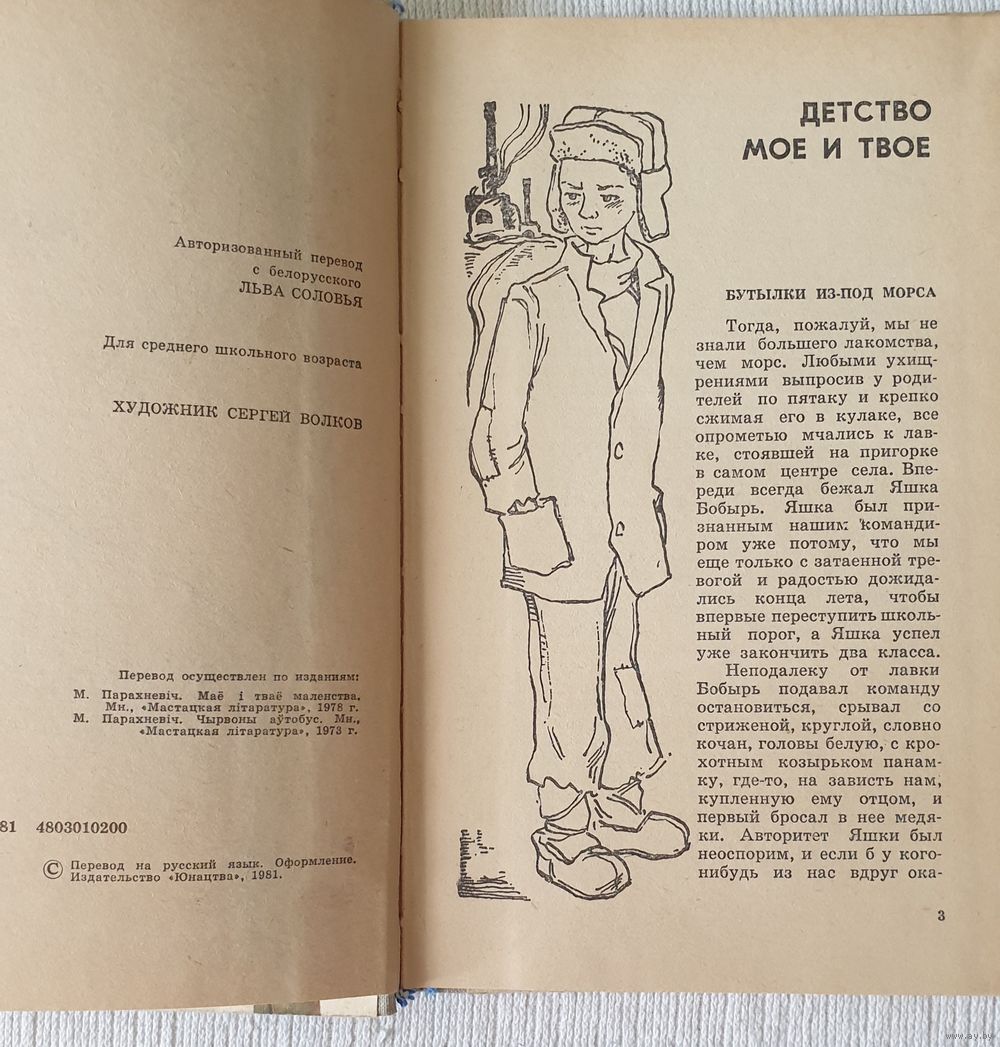 Авторизованный перевод
с белорусского
ЛЬВА СОЛОВЬЯ
Для среднего школьного возраста
ХУДОЖНИК СЕРГЕЙ ВОЛКОВ
Перевод осуществлен по изданиям:
М. Парахневіч. Маё і тваё маленства.
Мн., «Мастацкая літаратура», 1978 г.
М. Парахневіч. Чырвоны аўтобус. Мн.,
«Мастацкая літаратура», 1973 г.
81 4803010200
© Перевод на русский язык. Оформление.
Издательство «Юнацтва», 1981.
ДЕТСТВО
МОЕ И ТВОЕ
БУТЫЛКИ ИЗ-ПОД МОРСА
Тогда, пожалуй, мы не
знали большего лакомства,
чем морс. Любыми ухищ-
рениями выпросив у роди-
телей по пятаку и крепко
сжимая его в кулаке, все
опрометью мчались к лав-
ке, стоявшей на пригорке
в самом центре села. Впе-
реди всегда бежал Яшка
Бобырь. Яшка был при-
знанным нашим командиром
ром уже потому, что мы
еще только с затаенной тре-
вогой и радостью дожида-
лись конца лета, чтобы
впервые переступить школь-
ный порог, а Яшка успел
уже закончить два класса.
Неподалеку от лавки
Бобырь подавал команду
остановиться, срывал со
стриженой, круглой, словно
кочан, головы белую, с кро-
хотным козырьком панам-
ку, где-то, на зависть нам,
купленную ему отцом, и
первый бросал в нее медя-
ки. Авторитет Яшки был
неоспорим, и если б у кого-
нибудь из нас вдруг ока-
3
www.ay.by